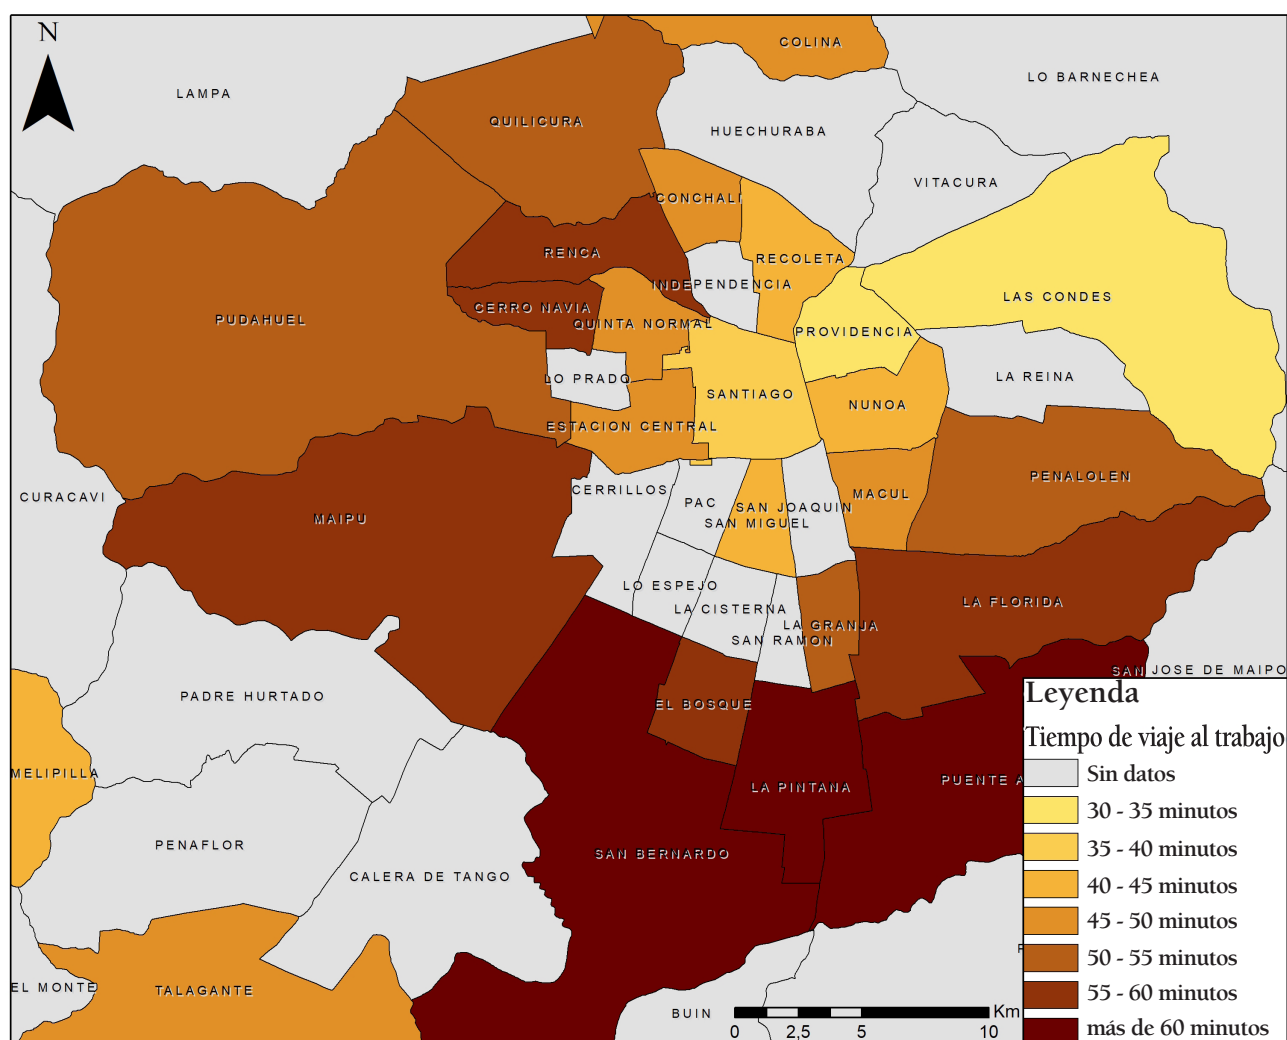 N
COLINA
LAMPA
LO BARNECHEA
QUILICURA
HUECHURABA
VITACURA
CONCHALI
RENCA
RECOLETA
INDEPENDENCIA
LAS CONDES
CERRO NAVIA
PUDAHUEL
QUINTA NORMAL
PROVIDENCIA
LO PRADO
LA REINA
SANTIAGO
NUNOA
ESTACION CENTRAL
PENALOLEN
CERRILLOS
MACUL
CURACAVI
PAC
SAN JOAQUIN
MAIPU
SAN MIGUEL
LO ESPEJO
LA FLORIDA
LA CISTERNA
LA GRANJA
SAN RAMON
SAN JOSE DE MAIPO
PADRE HURTADO
EL BOSQUE
MELIPILLA
LA PINTANA
PUENTE A
PENAFLOR
SAN BERNARDO
CALERA DE TANGO
EL MONTE
TALAGANTE
BUIN
Leyenda
Tiempo de viaje al trabajo
Sin datos
30 - 35 minutos
35 - 40 minutos
40 - 45 minutos
45 - 50 minutos
50 - 55 minutos
55 - 60 minutos
más de 60 minutos
Km
0 2,5 5 10